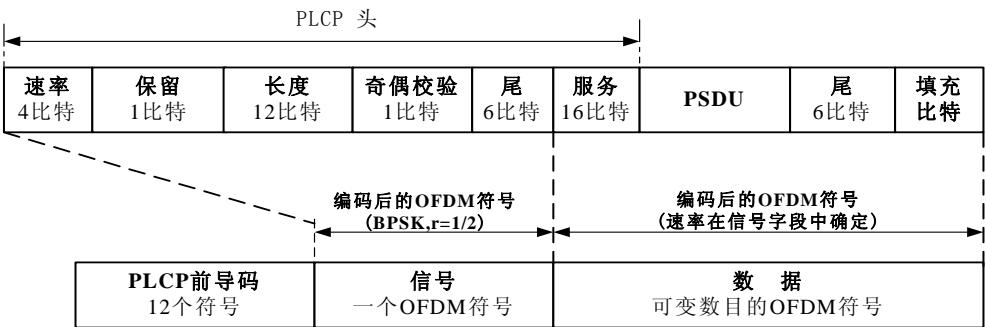 PLCP 头
速率 保留 长度 奇偶校验 尾 服务 PSDU 尾 填充
4比特 1比特 12比特 1比特 6比特 16比特 6比特 比特
编码后的OFDM符号 编码后的OFDM符号
(BPSK,r=1/2) (速率在信号字段中确定)
PLCP前导码 信号 数 据
12个符号 一个OFDM符号 可变数目的OFDM符号